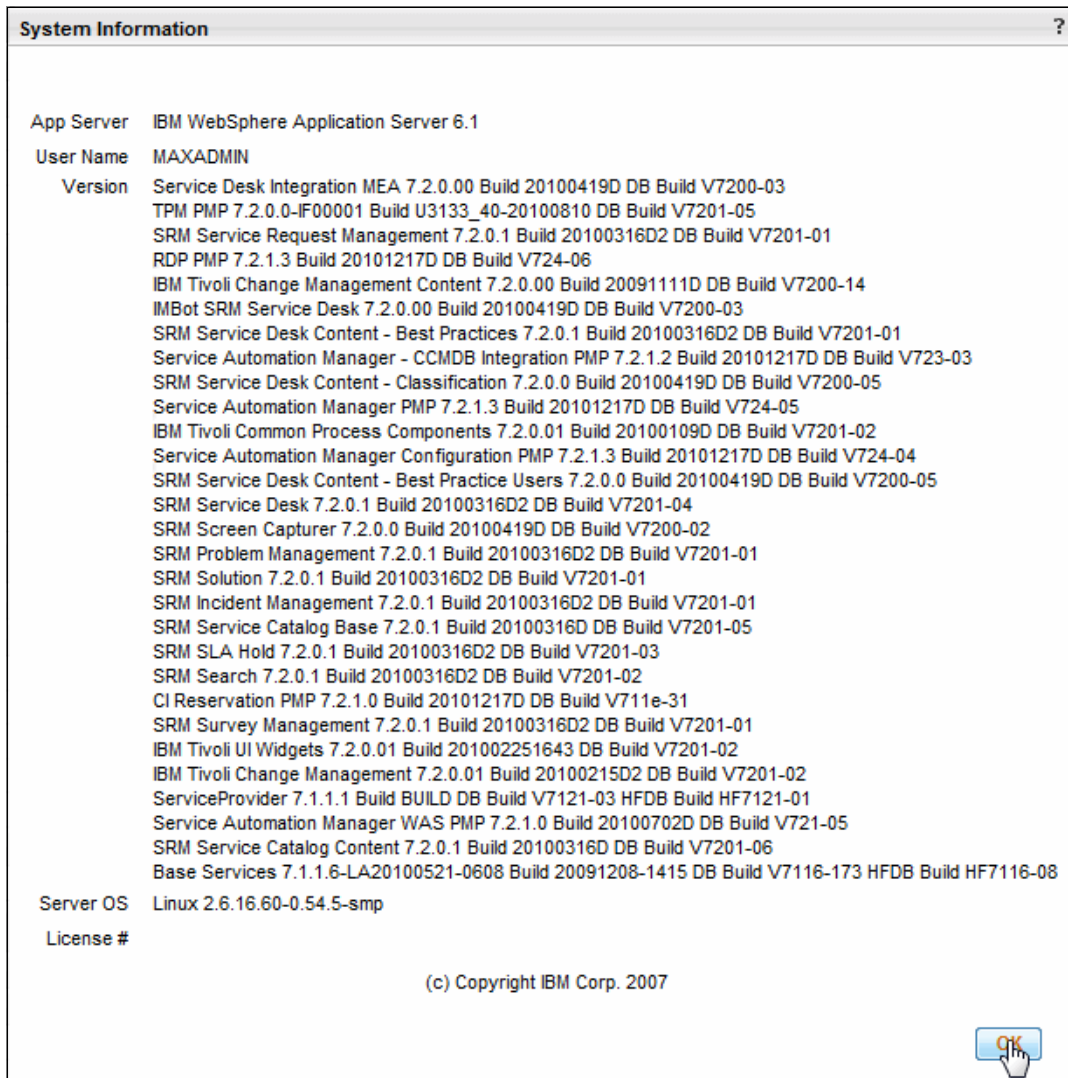 System Information ?
App Server IBM WebSphere Application Server 6.1
User Name MAXADMIN
Version Service Desk Integration MEA 7.2.0.00 Build 20100419D DB Build V7200-03
TPM PMP 7.2.0.0-IF00001 Build U3133_40-20100810 DB Build V7201-05
SRM Service Request Management 7.2.0.1 Build 20100316D2 DB Build V7201-01
RDP PMP 7.2.1.3 Build 20101217D DB Build V724-06
IBM Tivoli Change Management Content 7.2.0.00 Build 20091111D DB Build V7200-14
IMBot SRM Service Desk 7.2.0.00 Build 20100419D DB Build V7200-03
SRM Service Desk Content - Best Practices 7.2.0.1 Build 20100316D2 DB Build V7201-01
Service Automation Manager - CCMDB Integration PMP 7.2.1.2 Build 20101217D DB Build V723-03
SRM Service Desk Content - Classification 7.2.0.0 Build 20100419D DB Build V7200-05
Service Automation Manager PMP 7.2.1.3 Build 20101217D DB Build V724-05
IBM Tivoli Common Process Components 7.2.0.01 Build 20100109D DB Build V7201-02
Service Automation Manager Configuration PMP 7.2.1.3 Build 20101217D DB Build V724-04
SRM Service Desk Content - Best Practice Users 7.2.0.0 Build 20100419D DB Build V7200-05
SRM Service Desk 7.2.0.1 Build 20100316D2 DB Build V7201-04
SRM Screen Capturer 7.2.0.0 Build 20100419D DB Build V7200-02
SRM Problem Management 7.2.0.1 Build 20100316D2 DB Build V7201-01
SRM Solution 7.2.0.1 Build 20100316D2 DB Build V7201-01
SRM Incident Management 7.2.0.1 Build 20100316D2 DB Build V7201-01
SRM Service Catalog Base 7.2.0.1 Build 20100316D DB Build V7201-05
SRM SLA Hold 7.2.0.1 Build 20100316D2 DB Build V7201-03
SRM Search 7.2.0.1 Build 20100316D2 DB Build V7201-02
CI Reservation PMP 7.2.1.0 Build 20101217D DB Build V711e-31
SRM Survey Management 7.2.0.1 Build 20100316D2 DB Build V7201-01
IBM Tivoli UI Widgets 7.2.0.01 Build 201002251643 DB Build V7201-02
IBM Tivoli Change Management 7.2.0.01 Build 20100215D2 DB Build V7201-02
ServiceProvider 7.1.1.1 Build BUILD DB Build V7121-03 HFDB Build HF7121-01
Service Automation Manager WAS PMP 7.2.1.0 Build 20100702D DB Build V721-05
SRM Service Catalog Content 7.2.0.1 Build 20100316D DB Build V7201-06
Base Services 7.1.1.6-LA20100521-0608 Build 20091208-1415 DB Build V7116-173 HFDB Build HF7116-08
Server OS Linux 2.6.16.60-0.54.5-smp
License #
(c) Copyright IBM Corp. 2007
OK